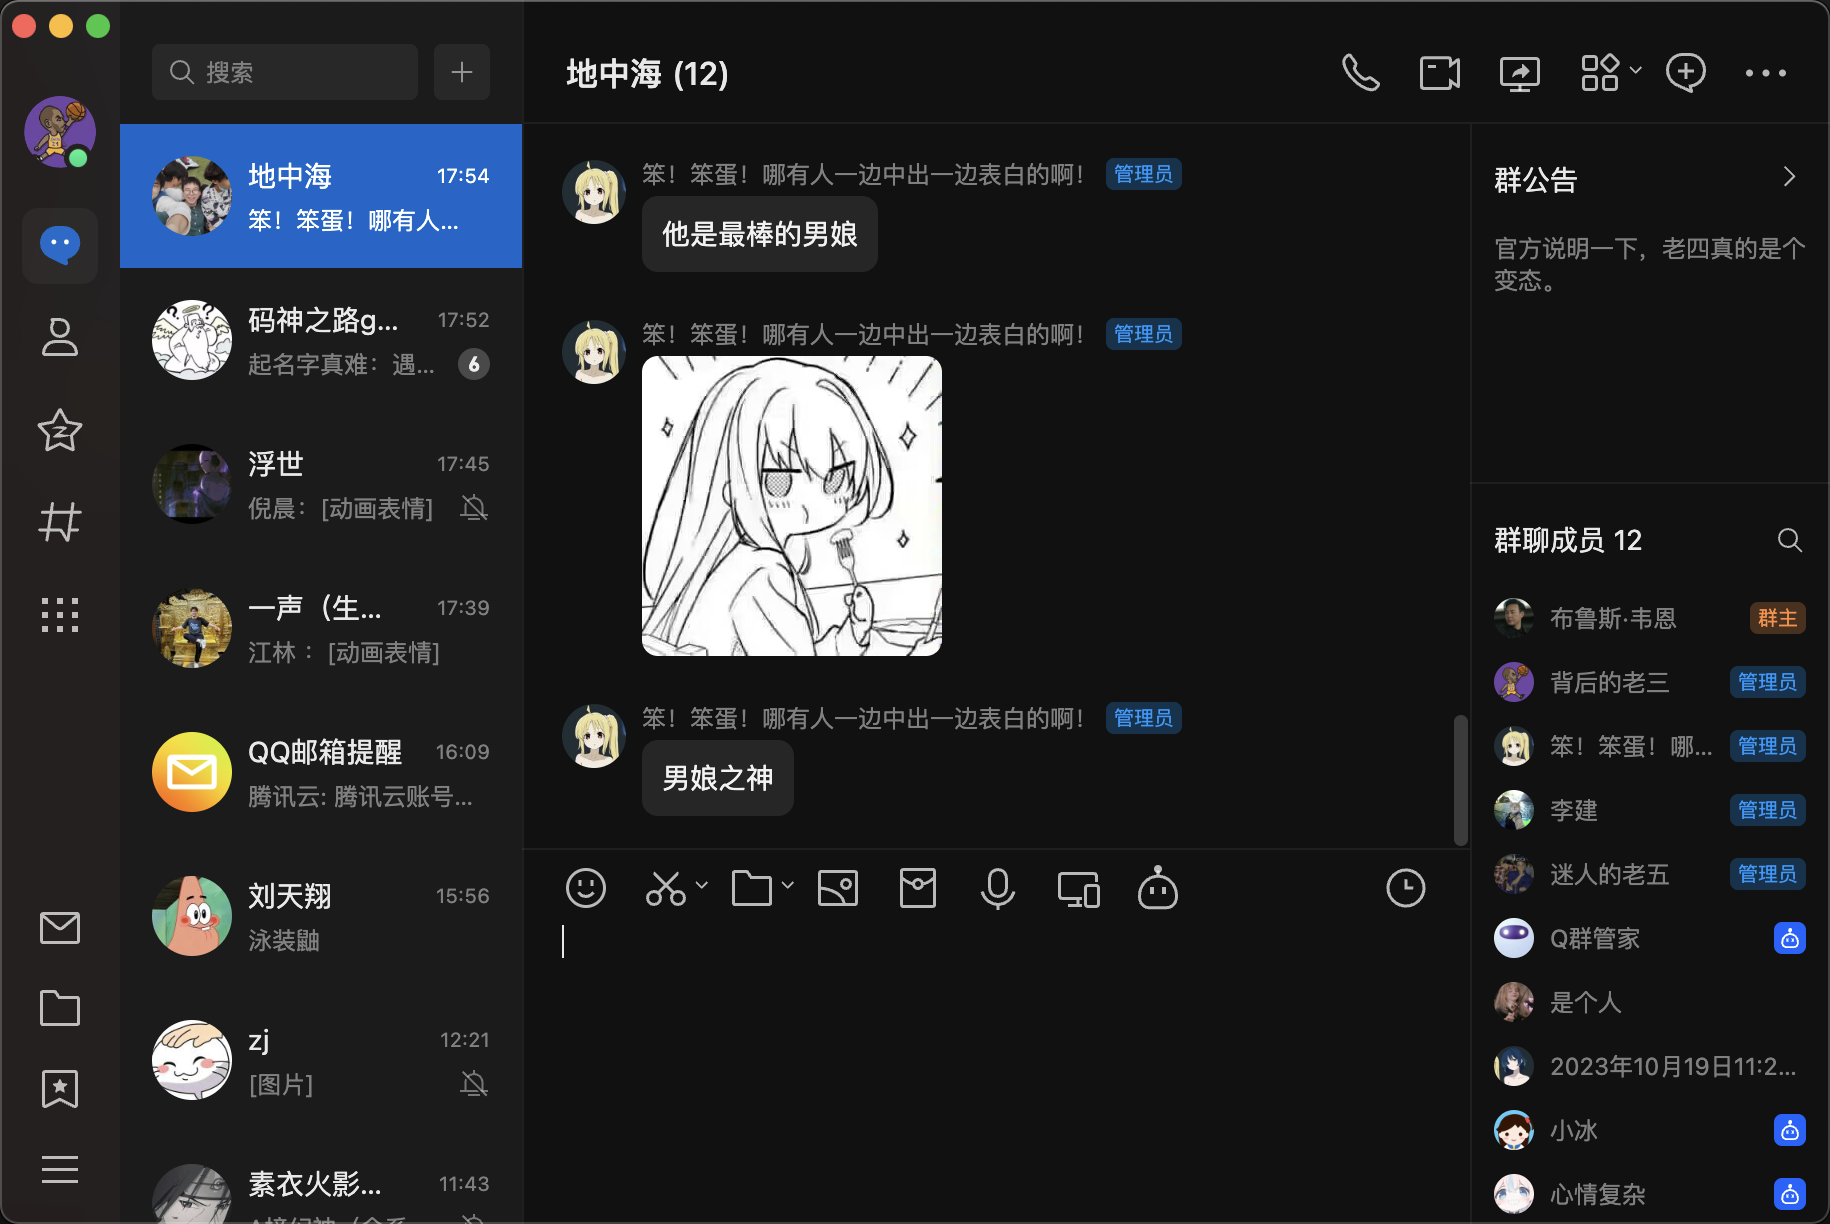 搜索
地中海
17:54
笨！笨蛋！哪有人...
码神之路g...
17:52
起名字真难：遇...
6
浮世
17:45
倪晨：[动画表情]
一声（生...
17:39
江林 ：[动画表情]
QQ邮箱提醒
16:09
腾讯云: 腾讯云账号...
刘天翔
15:56
泳装鼬
zj
12:21
[图片]
素衣火影...
11:43
地中海 (12)
笨！笨蛋！哪有人一边中出一边表白的啊！
管理员
他是最棒的男娘
笨！笨蛋！哪有人一边中出一边表白的啊！
管理员
笨！笨蛋！哪有人一边中出一边表白的啊！
管理员
男娘之神
群公告
官方说明一下，老四真的是个
变态。
群聊成员 12
布鲁斯·韦恩
群主
背后的老三
管理员
笨！笨蛋！哪...
管理员
李建
管理员
迷人的老五
管理员
Q群管家
是个人
2023年10月19日11:2...
小冰
心情复杂